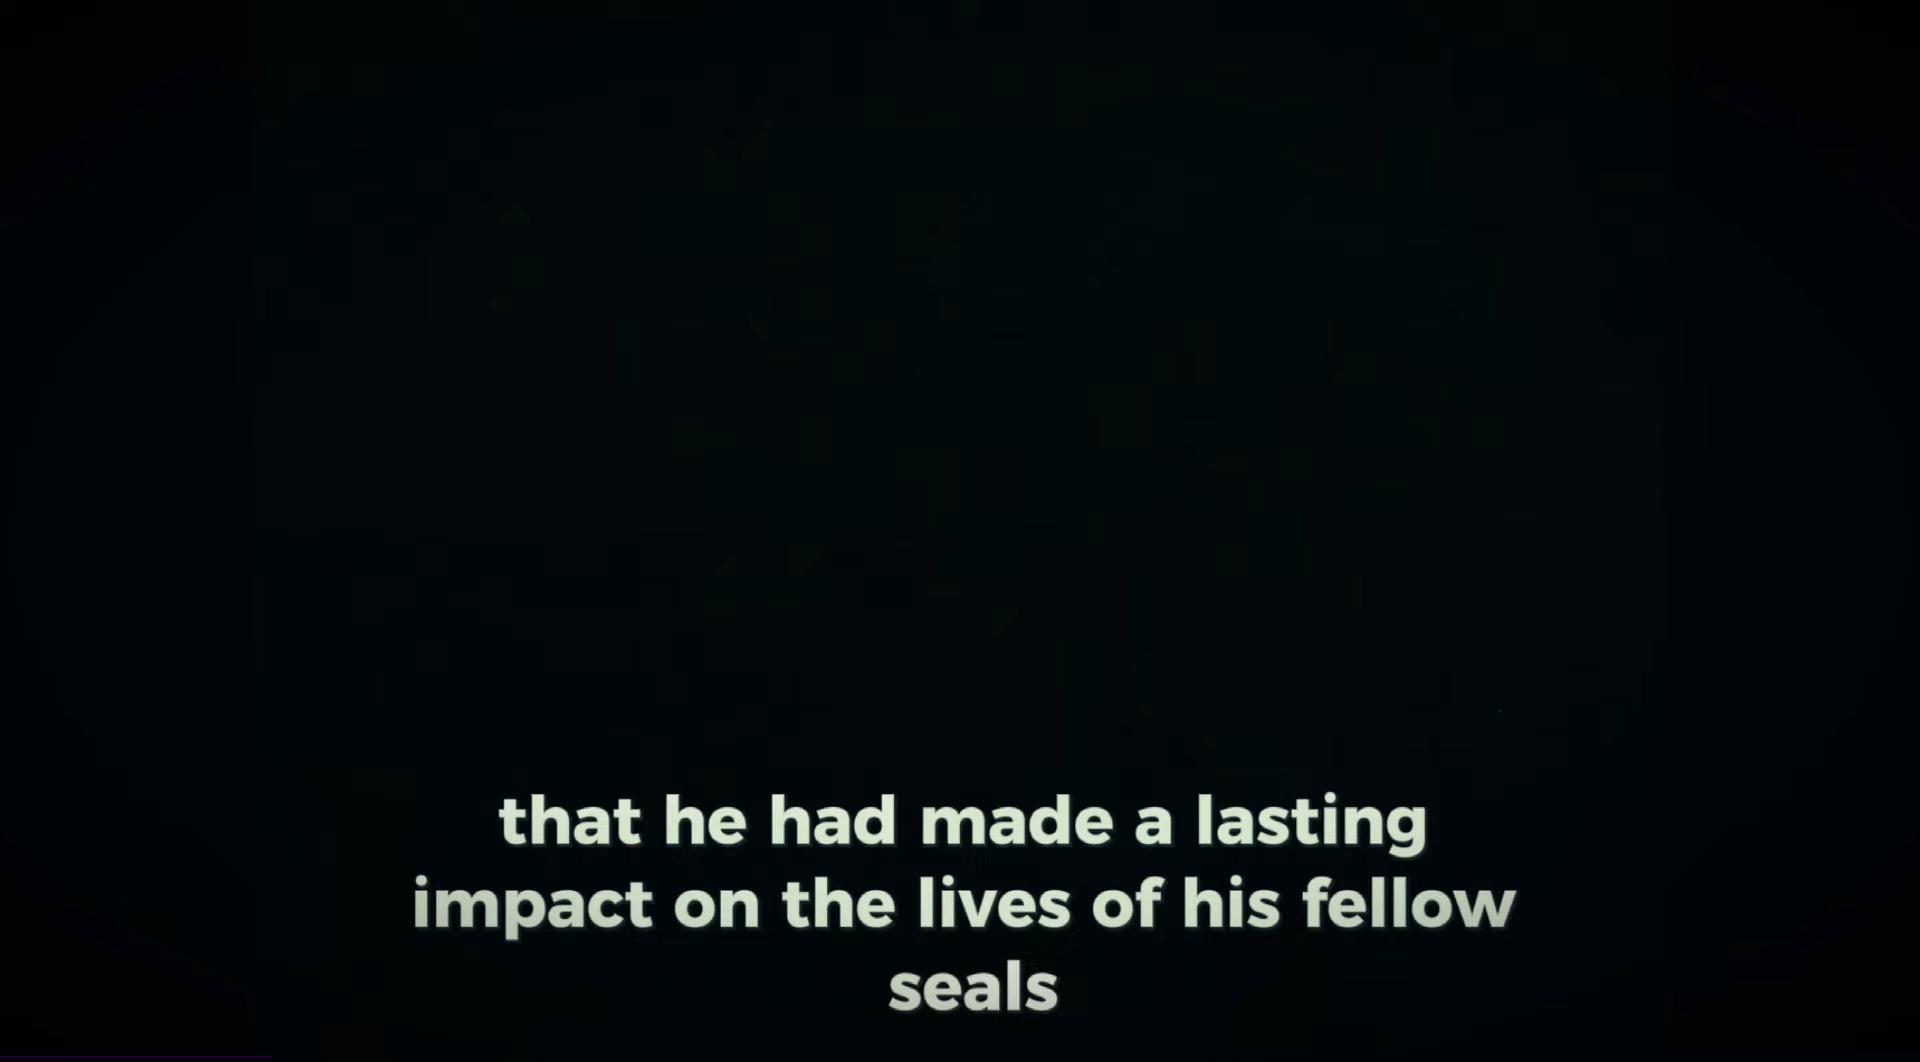 that he had made a lasting
impact on the lives of his fellow
seals